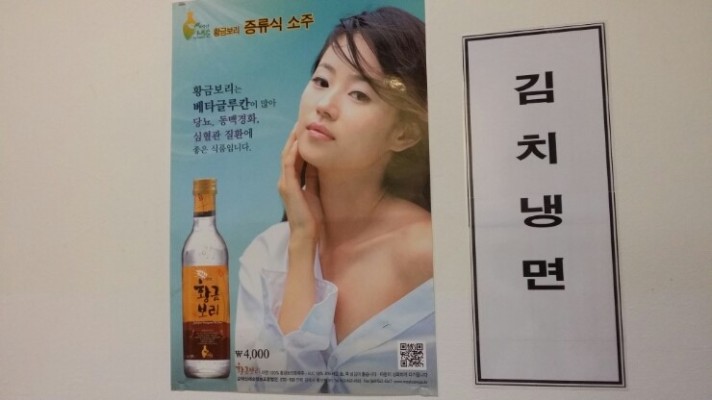 황금보리 증류식 소주
황금보리는
베타글루칸이 많아
당뇨, 동맥경화,
심혈관 질환에
좋은 식품입니다.
황금
보리
₩4,000
김치냉면